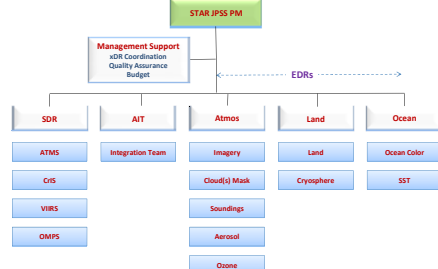 STAR JPSS PM
Management Support
xDR Coordination
Quality Assurance
Budget
EDRs
SDR
AIT
Atmos
Land
Ocean
ATMS
Integration Team
Imagery
Land
Ocean Color
CrIS
Cloud(s) Mask
Cryosphere
SST
VIIRS
Soundings
OMPS
Aerosol
Ozone